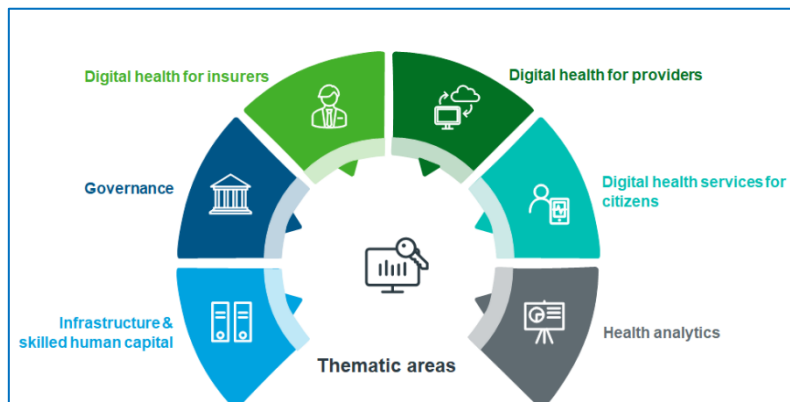 Digital health for insurers
Digital health for providers
Governance
Digital health services for
citizens
Infrastructure &
skilled human capital
Health analytics
Thematic areas